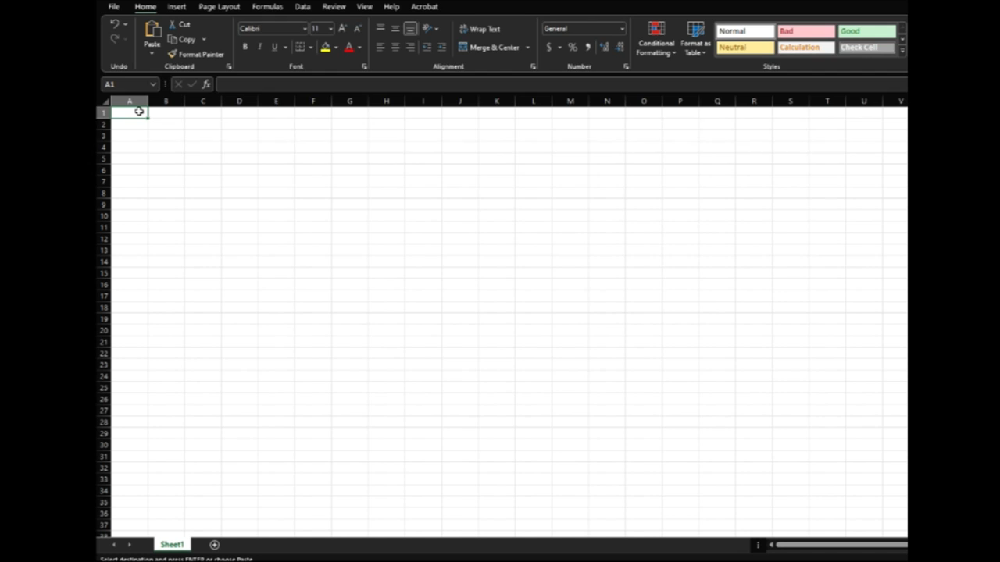 File Home Insert Page Layout Formulas Data Review View Help Acrobat
Paste Cut Copy Format Painter
Calibri 11
B I U A
Wrap Text
Merge & Center
General
$ %
Conditional Formatting
Format as Table
Normal Bad Good
Neutral Calculation Check Cell
Undo Clipboard Font Alignment Number Styles
A1 fx
A B C D E F G H I J K L M N O P Q R S T U V
1
2
3
4
5
6
7
8
9
10
11
12
13
14
15
16
17
18
19
20
21
22
23
24
25
26
27
28
29
30
31
32
33
34
35
36
37
Sheet1
Select destination and press ENTER or choose Paste